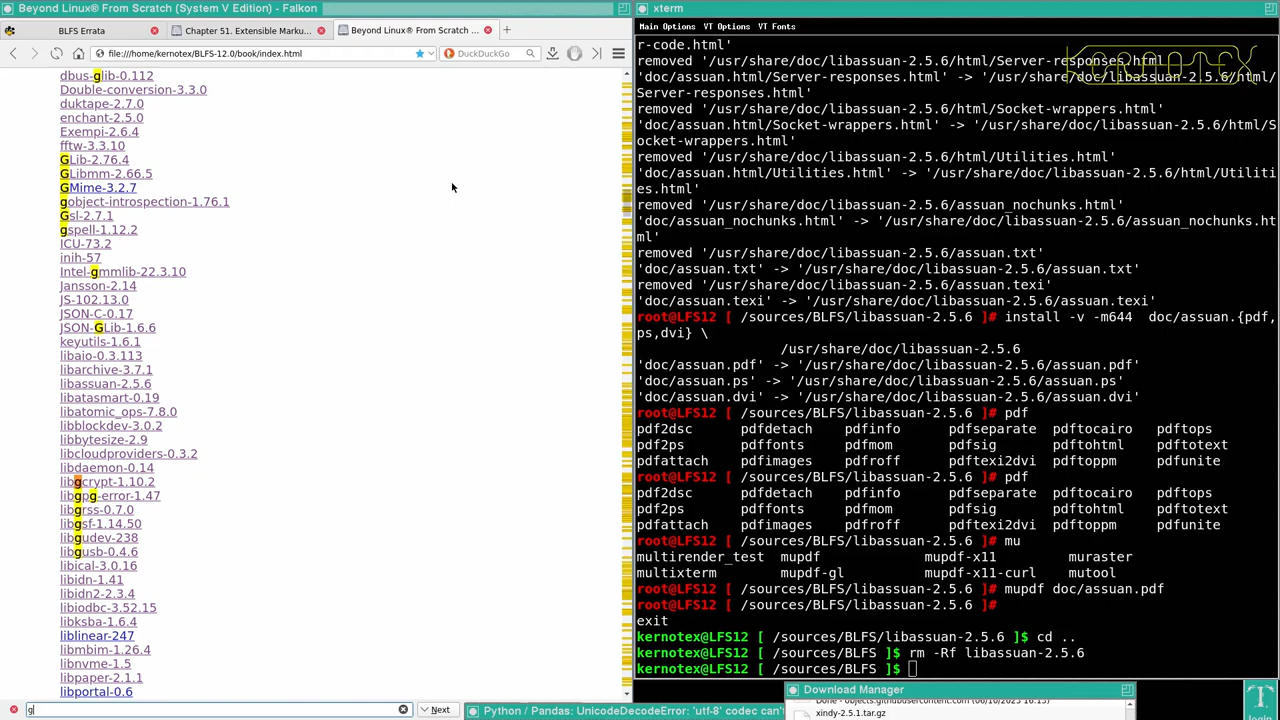 Beyond Linux® From Scratch (System V Edition) - Falkon
BLFS Errata
Chapter 51. Extensible Marku...
Beyond Linux® From Scratch ...
file:///home/kernotex/BLFS-12.0/book/index.html
DuckDuckGo
dbus-glib-0.112
Double-conversion-3.3.0
duktape-2.7.0
enchant-2.5.0
Exempi-2.6.4
fftw-3.3.10
GLib-2.76.4
GLibmm-2.66.5
GMime-3.2.7
gobject-introspection-1.76.1
Gsl-2.7.1
gspell-1.12.2
ICU-73.2
inih-57
Intel-gmmlib-22.3.10
Jansson-2.14
JS-102.13.0
JSON-C-0.17
JSON-GLib-1.6.6
keyutils-1.6.1
libaio-0.3.113
libarchive-3.7.1
libassuan-2.5.6
libatasmart-0.19
libatomic_ops-7.8.0
libblockdev-3.0.2
libbytesize-2.9
libcloudproviders-0.3.2
libdaemon-0.14
libgcrypt-1.10.2
libgpg-error-1.47
libgrss-0.7.0
libgsf-1.14.50
libgudev-238
libgusb-0.4.6
libical-3.0.16
libidn-1.41
libidn2-2.3.4
libiodbc-3.52.15
libksba-1.6.4
liblinear-247
libmbim-1.26.4
libnvme-1.5
libpaper-2.1.1
libportal-0.6
g
Next
xterm
Main Options VT Options VT Fonts
KERNOTEX
r-code.html'
removed '/usr/share/doc/libassuan-2.5.6/html/Server-responses.html'
'doc/assuan.html/Server-responses.html' -> '/usr/share/doc/libassuan-2.5.6/html/
Server-responses.html'
removed '/usr/share/doc/libassuan-2.5.6/html/Socket-wrappers.html'
'doc/assuan.html/Socket-wrappers.html' -> '/usr/share/doc/libassuan-2.5.6/html/S
ocket-wrappers.html'
removed '/usr/share/doc/libassuan-2.5.6/html/Utilities.html'
'doc/assuan.html/Utilities.html' -> '/usr/share/doc/libassuan-2.5.6/html/Utiliti
es.html'
removed '/usr/share/doc/libassuan-2.5.6/assuan_nochunks.html'
'doc/assuan_nochunks.html' -> '/usr/share/doc/libassuan-2.5.6/assuan_nochunks.ht
ml'
removed '/usr/share/doc/libassuan-2.5.6/assuan.txt'
'doc/assuan.txt' -> '/usr/share/doc/libassuan-2.5.6/assuan.txt'
removed '/usr/share/doc/libassuan-2.5.6/assuan.texi'
'doc/assuan.texi' -> '/usr/share/doc/libassuan-2.5.6/assuan.texi'
root@LFS12 [ /sources/BLFS/libassuan-2.5.6 ]# install -v -m644 doc/assuan.{pdf,
ps,dvi} \
/usr/share/doc/libassuan-2.5.6
'doc/assuan.pdf' -> '/usr/share/doc/libassuan-2.5.6/assuan.pdf'
'doc/assuan.ps' -> '/usr/share/doc/libassuan-2.5.6/assuan.ps'
'doc/assuan.dvi' -> '/usr/share/doc/libassuan-2.5.6/assuan.dvi'
root@LFS12 [ /sources/BLFS/libassuan-2.5.6 ]# pdf
pdf2dsc pdfdetach pdfinfo pdfseparate pdftocairo pdftops
pdf2ps pdffonts pdfmom pdfsig pdftohtml pdftotext
pdfattach pdfimages pdfroff pdftexi2dvi pdftoppm pdfunite
root@LFS12 [ /sources/BLFS/libassuan-2.5.6 ]# pdf
pdf2dsc pdfdetach pdfinfo pdfseparate pdftocairo pdftops
pdf2ps pdffonts pdfmom pdfsig pdftohtml pdftotext
pdfattach pdfimages pdfroff pdftexi2dvi pdftoppm pdfunite
root@LFS12 [ /sources/BLFS/libassuan-2.5.6 ]# mu
multirender_test mupdf mupdf-x11 muraster
multixterm mupdf-gl mupdf-x11-curl mutool
root@LFS12 [ /sources/BLFS/libassuan-2.5.6 ]# mupdf doc/assuan.pdf
root@LFS12 [ /sources/BLFS/libassuan-2.5.6 ]#
exit
kernotex@LFS12 [ /sources/BLFS/libassuan-2.5.6 ]$ cd ..
kernotex@LFS12 [ /sources/BLFS ]$ rm -Rf libassuan-2.5.6
kernotex@LFS12 [ /sources/BLFS ]$
Download Manager
Done - objects.githubusercontent.com (06/10/2023 16:15)
xindy-2.5.1.tar.gz
Python / Pandas: UnicodeDecodeError: 'utf-8' codec can't
login